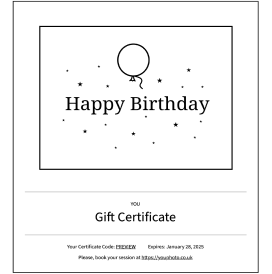 Happy Birthday
YOU
Gift Certificate
Your Certificate Code: PREVIEW Expires: January 28, 2025
Please, book your session at https://youphoto.co.uk